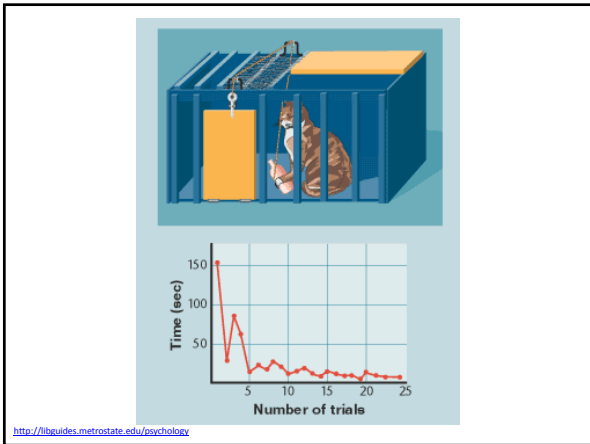 150
100
50
Time (sec)
5 10 15 20 25
Number of trials
http://libguides.metrostate.edu/psychology